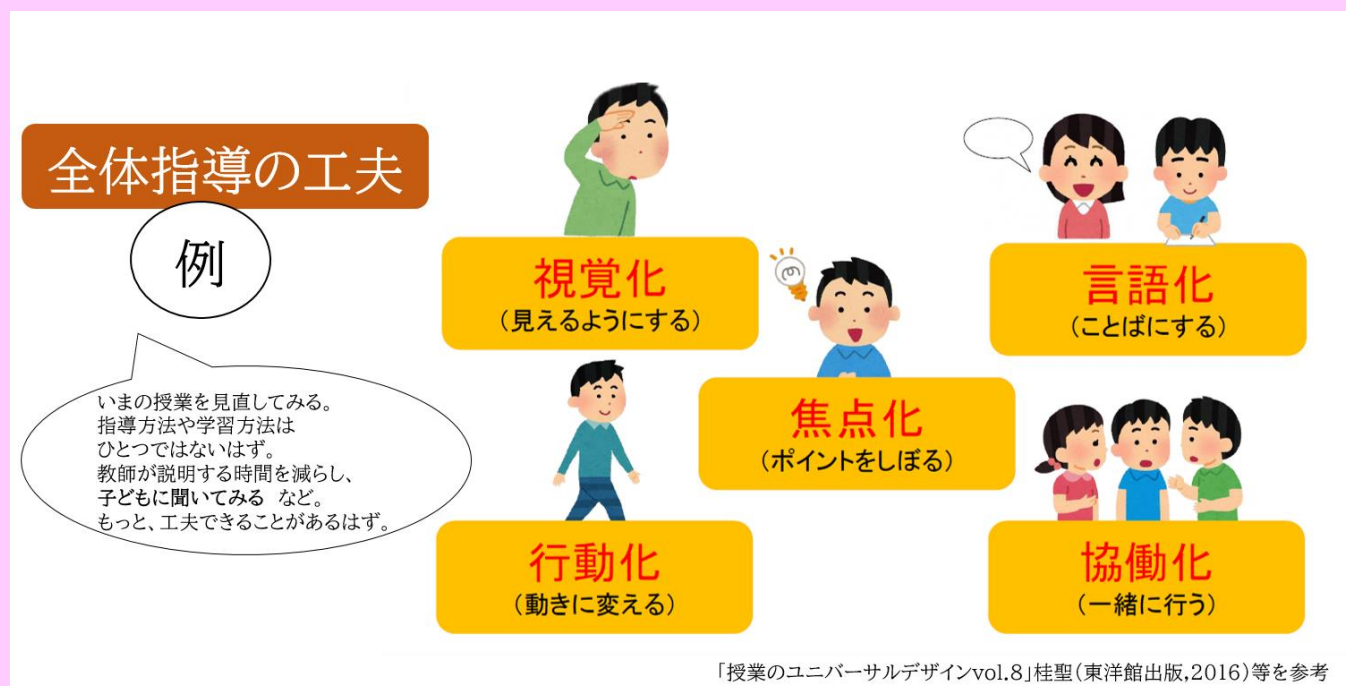 全体指導の工夫
例
いまの授業を見直してみる。
指導方法や学習方法は
ひとつではないはず。
教師が説明する時間を減らし、
子どもに聞いてみる など。
もっと、工夫できることがあるはず。
視覚化
(見えるようにする)
言語化
(ことばにする)
焦点化
(ポイントをしぼる)
行動化
(動きに変える)
協働化
(一緒に行う)
「授業のユニバーサルデザインvol.8」桂聖(東洋館出版,2016)等を参考